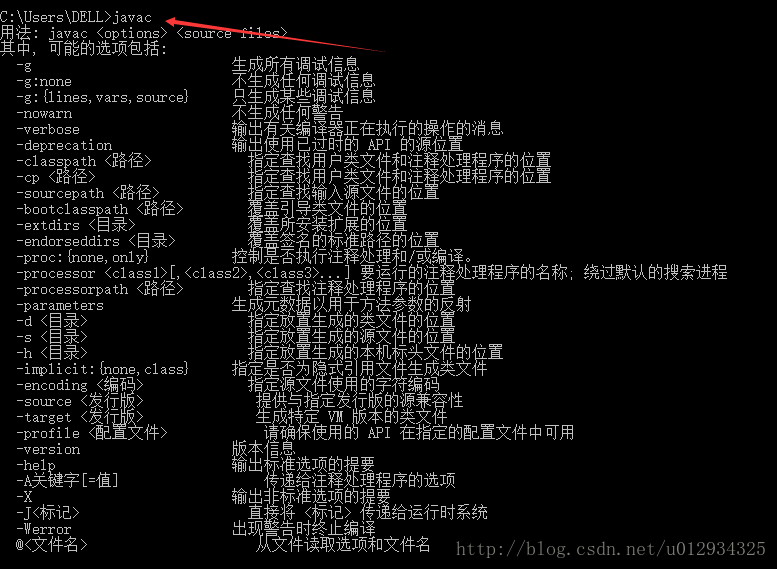 C:\Users\DELL>javac
用法: javac <options> <source files>
其中, 可能的选项包括:
-g 生成所有调试信息
-g:none 不生成任何调试信息
-g:{lines,vars,source} 只生成某些调试信息
-nowarn 不生成任何警告
-verbose 输出有关编译器正在执行的操作的消息
-deprecation 输出使用已过时的 API 的源位置
-classpath <路径> 指定查找用户类文件和注释处理程序的位置
-cp <路径> 指定查找用户类文件和注释处理程序的位置
-sourcepath <路径> 指定查找输入源文件的位置
-bootclasspath <路径> 覆盖引导类文件的位置
-extdirs <目录> 覆盖所安装扩展的位置
-endorseddirs <目录> 覆盖签名的标准路径的位置
-proc:{none,only} 控制是否执行注释处理和/或编译。
-processor <class1>[,<class2>,<class3>...] 要运行的注释处理程序的名称; 绕过默认的搜索进程
-processorpath <路径> 指定查找注释处理程序的位置
-parameters 生成元数据以用于方法参数的反射
-d <目录> 指定放置生成的类文件的位置
-s <目录> 指定放置生成的源文件的位置
-h <目录> 指定放置生成的本机标头文件的位置
-implicit:{none,class} 指定是否为隐式引用文件生成类文件
-encoding <编码> 指定源文件使用的字符编码
-source <发行版> 提供与指定发行版的源兼容性
-target <发行版> 生成特定 VM 版本的类文件
-profile <配置文件> 请确保使用的 API 在指定的配置文件中可用
-version 版本信息
-help 输出标准选项的提要
-A关键字[=值] 传递给注释处理程序的选项
-X 输出非标准选项的提要
-J<标记> 直接将 <标记> 传递给运行时系统
-Werror 出现警告时终止编译
@<文件名> 从文件读取选项和文件名
http://blog.csdn.net/u012934325